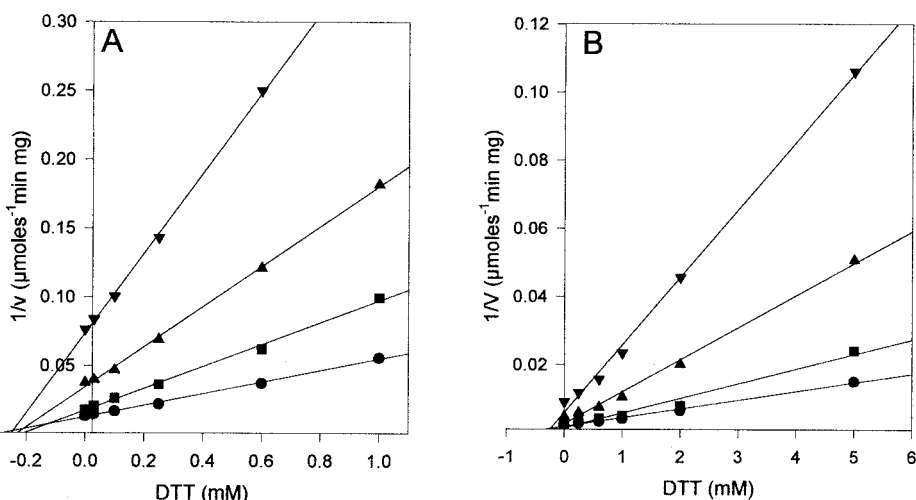 A
0.30
0.25
0.20
0.15
0.10
0.05
1/v (µmoles⁻¹min mg)
-0.2 0.0 0.2 0.4 0.6 0.8 1.0
DTT (mM)
B
0.12
0.10
0.08
0.06
0.04
0.02
1/V (µmoles⁻¹min mg)
-1 0 1 2 3 4 5 6
DTT (mM)